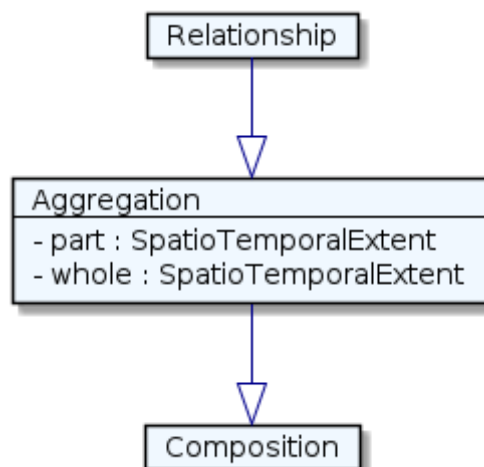 Relationship
Aggregation
- part : SpatioTemporalExtent
- whole : SpatioTemporalExtent
Composition